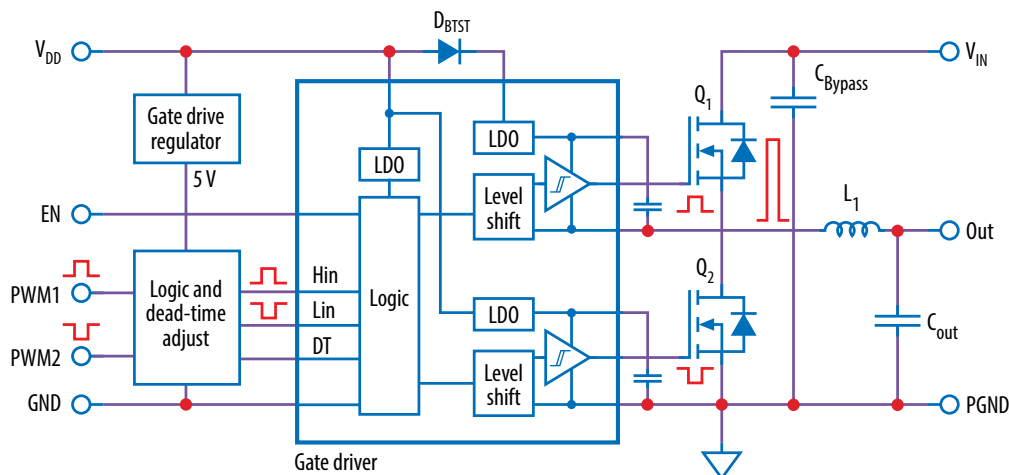 D_BTST
V_DD
V_IN
C_Bypass
Q_1
Gate drive
regulator
LDO
LDO
5 V
Level
shift
L_1
EN
Out
Hin
Q_2
PWM1
Logic and
dead-time
adjust
Logic
Lin
LDO
C_out
PWM2
DT
Level
shift
GND
PGND
Gate driver